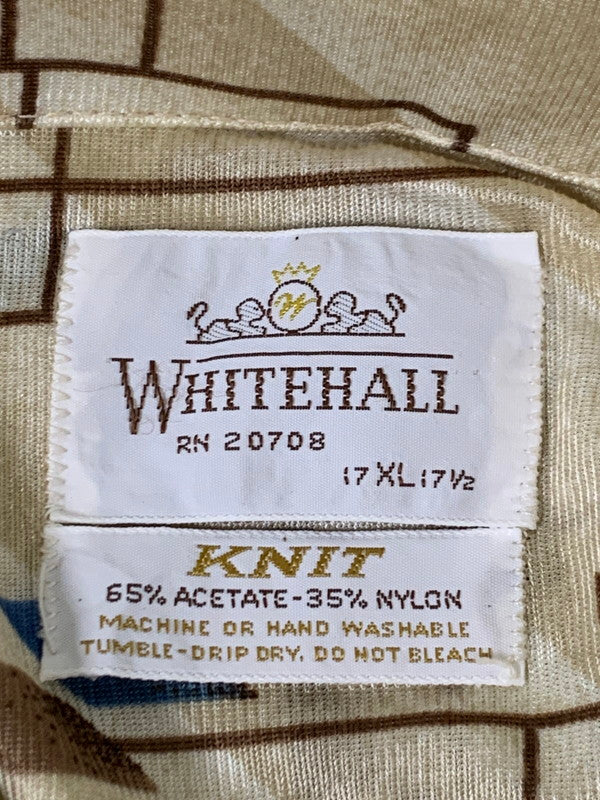 W
WHITEHALL
RN 20708
17 XL 17½
KNIT
65% ACETATE-35% NYLON
MACHINE OR HAND WASHABLE
TUMBLE-DRIP DRY. DO NOT BLEACH